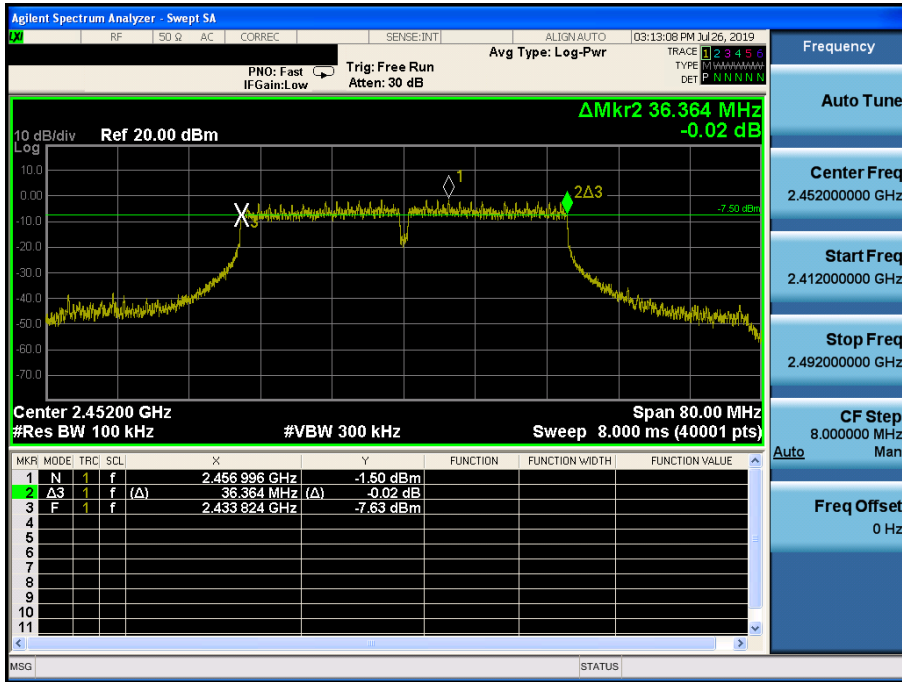 Agilent Spectrum Analyzer - Swept SA
LXI RF 50 Ω AC CORREC SENSE:INT ALIGN AUTO 03:13:08 PM Jul 26, 2019
Frequency
Avg Type: Log-Pwr
TRACE 1 2 3 4 5 6
PNO: Fast Trig: Free Run
TYPE M WWWWW
IFGain:Low Atten: 30 dB
DET P N N N N N
Auto Tune
ΔMkr2 36.364 MHz
-0.02 dB
10 dB/div Ref 20.00 dBm
Log
10.0
0.00
-10.0
-20.0
-30.0
-40.0
-50.0
-60.0
-70.0
1
2Δ3
3
-7.50 dBm
Center Freq
2.452000000 GHz
Start Freq
2.412000000 GHz
Stop Freq
2.492000000 GHz
Center 2.45200 GHz Span 80.00 MHz
#Res BW 100 kHz #VBW 300 kHz Sweep 8.000 ms (40001 pts)
CF Step
8.000000 MHz
Auto Man
Freq Offset
0 Hz
MKR MODE TRC SCL X Y FUNCTION FUNCTION WIDTH FUNCTION VALUE
1 N 1 f 2.456 996 GHz -1.50 dBm
2 Δ3 1 f (Δ) 36.364 MHz (Δ) -0.02 dB
3 F 1 f 2.433 824 GHz -7.63 dBm
4
5
6
7
8
9
10
11
MSG STATUS